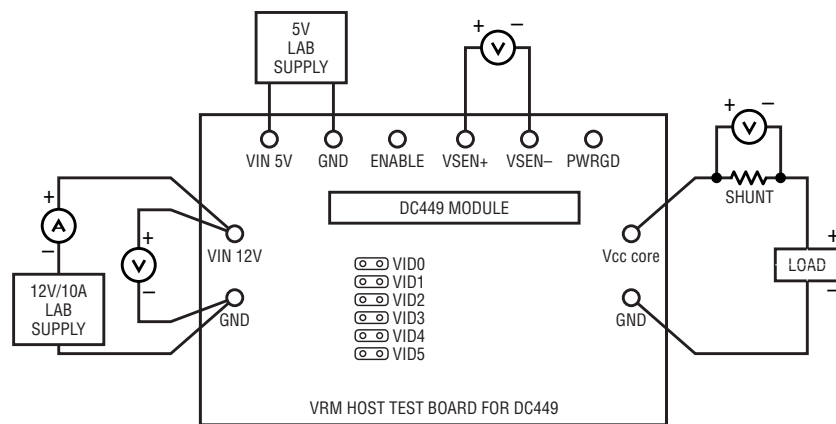 5V
LAB
SUPPLY
+
V
–
VIN 5V
GND
ENABLE
VSEN+
VSEN–
PWRGD
+
V
–
SHUNT
DC449 MODULE
+
A
–
+
V
–
12V/10A
LAB
SUPPLY
VIN 12V
GND
VID0
VID1
VID2
VID3
VID4
VID5
Vcc core
GND
+
LOAD
–
VRM HOST TEST BOARD FOR DC449